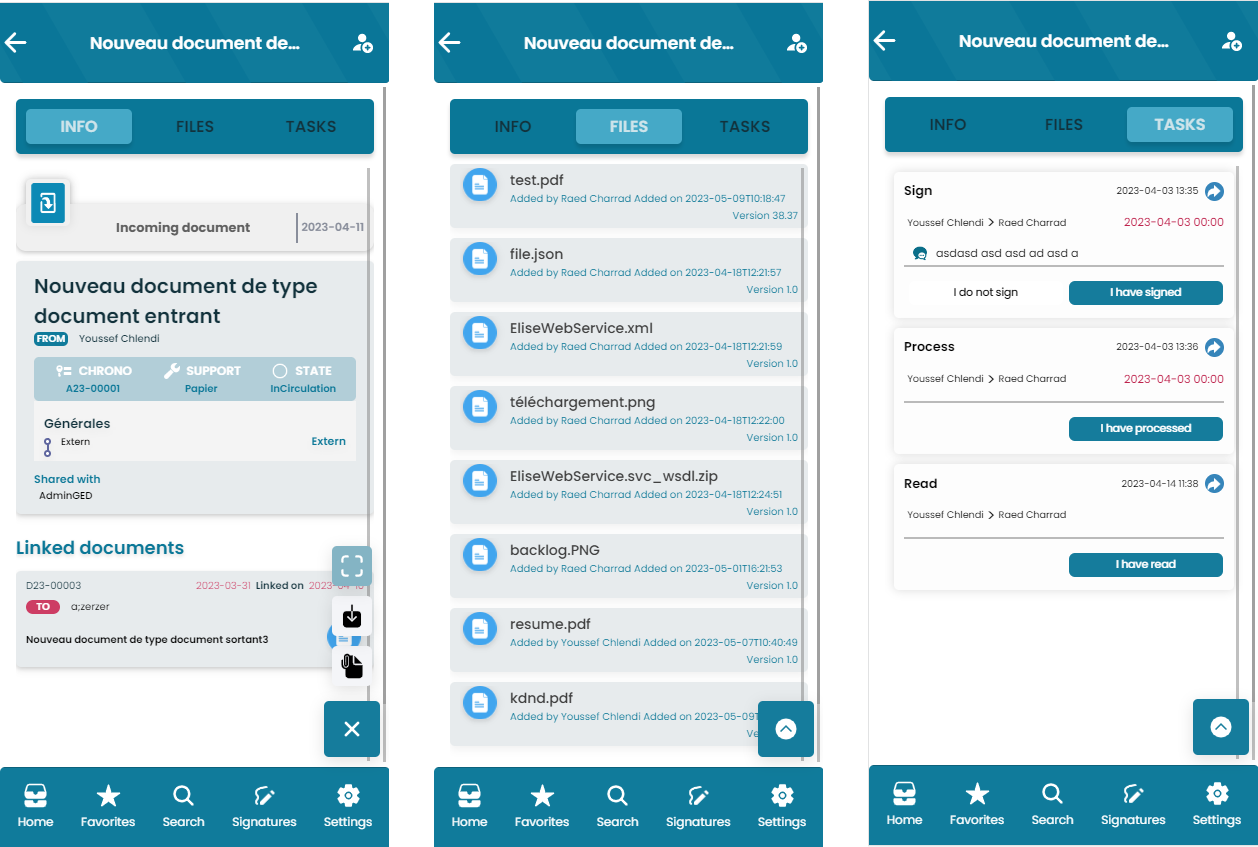 Nouveau document de...
INFO FILES TASKS
Incoming document 2023-04-11
Nouveau document de type
document entrant
FROM Youssef Chlendi
CHRONO SUPPORT STATE
A23-00001 Papier InCirculation
Générales
Extern Extern
Shared with
AdminGED
Linked documents
D23-00003 2023-03-31 Linked on
TO a;zerzer
Nouveau document de type document sortant3
Home Favorites Search Signatures Settings
Nouveau document de...
INFO FILES TASKS
test.pdf
Added by Raed Charrad Added on 2023-05-09T10:18:47
Version 38.37
file.json
Added by Raed Charrad Added on 2023-04-18T12:21:57
Version 1.0
EliseWebService.xml
Added by Raed Charrad Added on 2023-04-18T12:21:59
Version 1.0
téléchargement.png
Added by Raed Charrad Added on 2023-04-18T12:22:00
Version 1.0
EliseWebService.svc_wsdl.zip
Added by Raed Charrad Added on 2023-04-18T12:24:51
Version 1.0
backlog.PNG
Added by Raed Charrad Added on 2023-05-01T16:21:53
Version 1.0
resume.pdf
Added by Youssef Chlendi Added on 2023-05-07T10:40:49
Version 1.0
kdnd.pdf
Added by Youssef Chlendi Added on
Home Favorites Search Signatures Settings
Nouveau document de...
INFO FILES TASKS
Sign 2023-04-03 13:35
Youssef Chlendi > Raed Charrad 2023-04-03 00:00
asdasd asd asd ad asd a
I do not sign I have signed
Process 2023-04-03 13:36
Youssef Chlendi > Raed Charrad 2023-04-03 00:00
I have processed
Read 2023-04-14 11:38
Youssef Chlendi > Raed Charrad
I have read
Home Favorites Search Signatures Settings